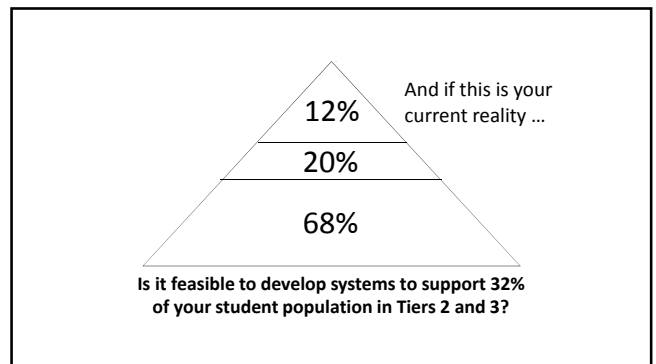 And if this is your
current reality ...
12%
20%
68%
Is it feasible to develop systems to support 32%
of your student population in Tiers 2 and 3?